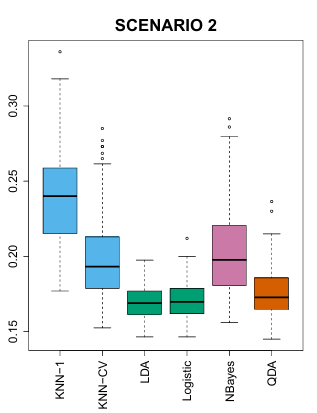 SCENARIO 2
0.30
0.25
0.20
0.15
KNN−1
KNN−CV
LDA
Logistic
NBayes
QDA